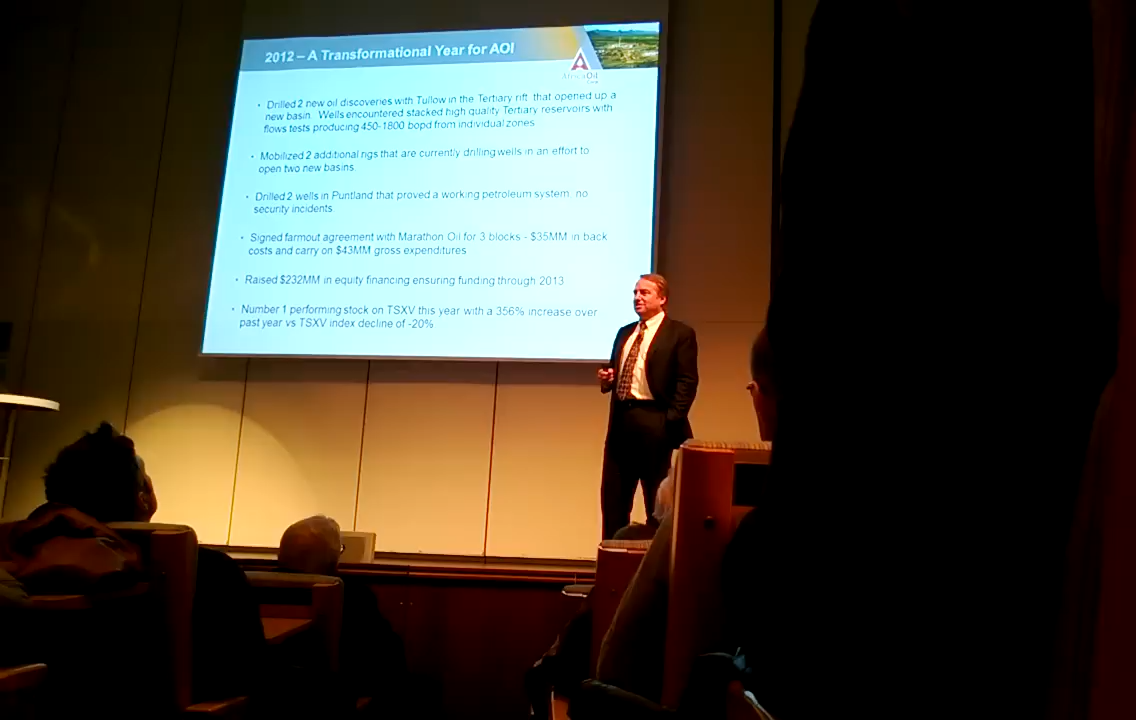 2012 – A Transformational Year for AOI
Africa Oil
Corp.
• Drilled 2 new oil discoveries with Tullow in the Tertiary rift that opened up a
new basin. Wells encountered stacked high quality Tertiary reservoirs with
flows tests producing 450-1800 bopd from individual zones
• Mobilized 2 additional rigs that are currently drilling wells in an effort to
open two new basins
• Drilled 2 wells in Puntland that proved a working petroleum system, no
security incidents
• Signed farmout agreement with Marathon Oil for 3 blocks - $35MM in back
costs and carry on $43MM gross expenditures
• Raised $232MM in equity financing ensuring funding through 2013
• Number 1 performing stock on TSXV this year with a 356% increase over
past year vs TSXV index decline of -20%